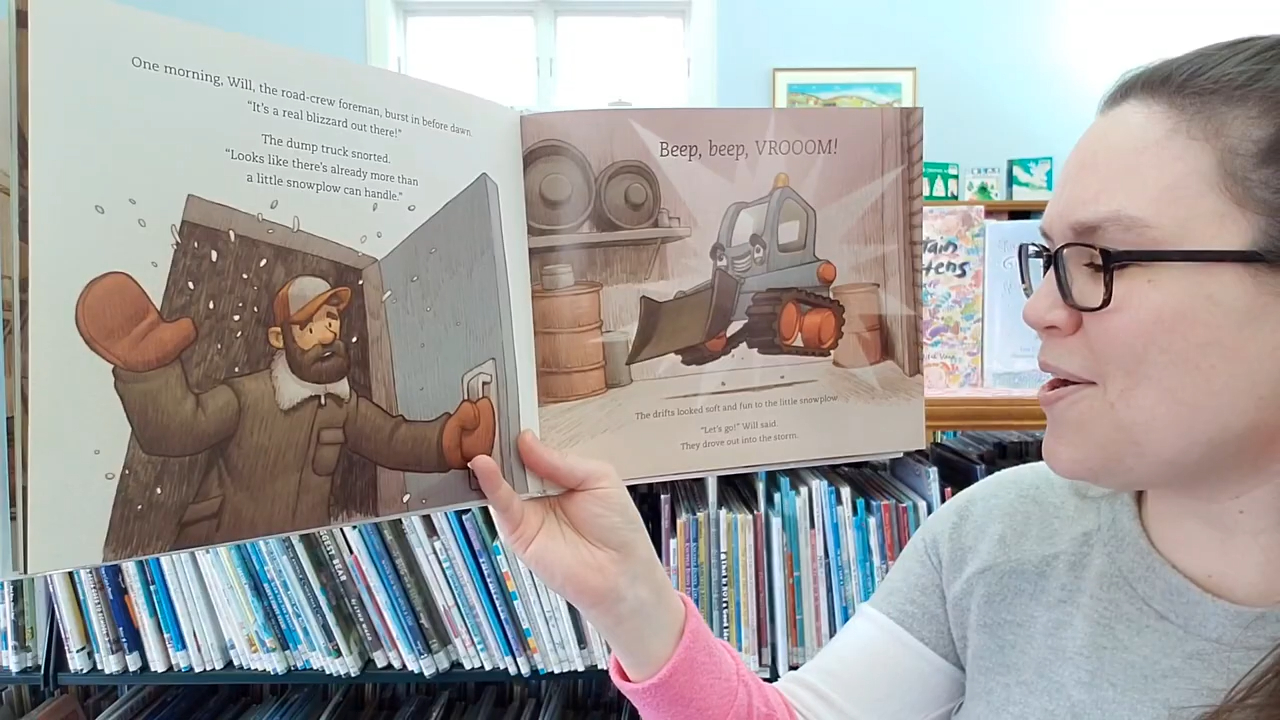 One morning, Will, the road-crew foreman, burst in before dawn.
"It's a real blizzard out there!"
The dump truck snorted.
"Looks like there's already more than
a little snowplow can handle."
Beep, beep, VROOOM!
The drifts looked soft and fun to the little snowplow
"Let's go!" Will said.
They drove out into the storm.